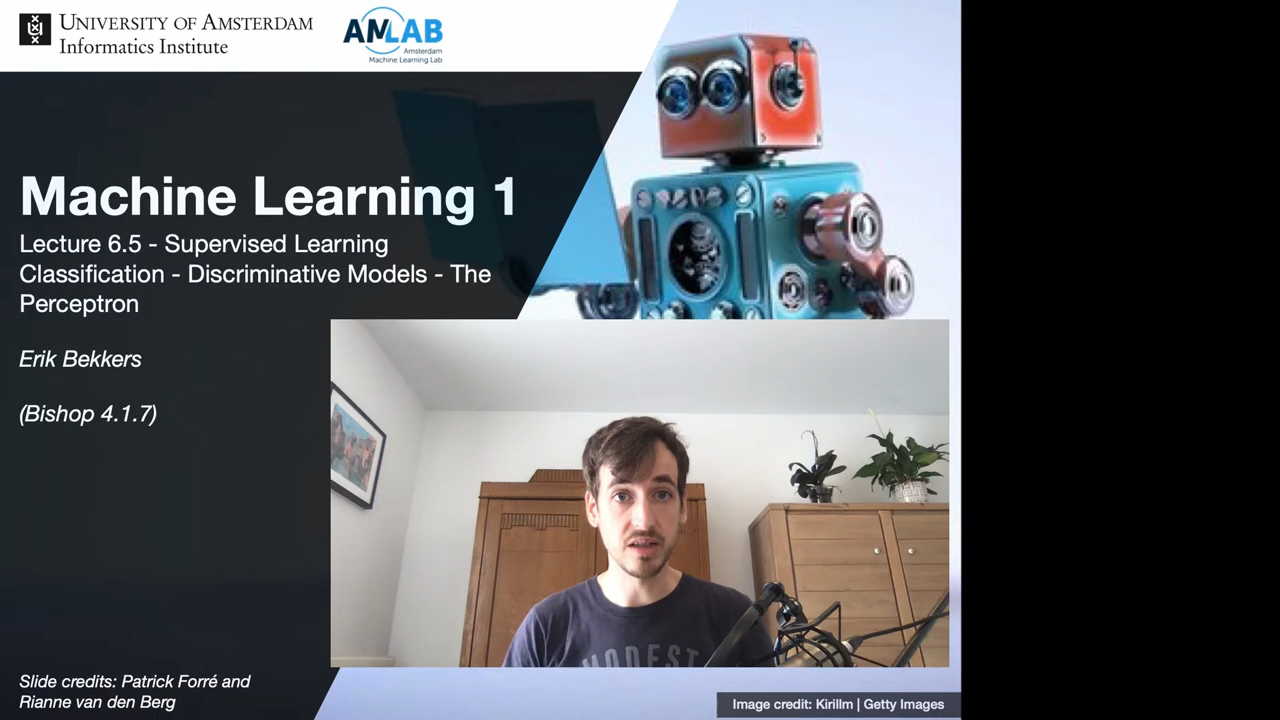 UNIVERSITY OF AMSTERDAM
Informatics Institute
AMLAB
Amsterdam
Machine Learning Lab
Machine Learning 1
Lecture 6.5 - Supervised Learning
Classification - Discriminative Models - The
Perceptron
Erik Bekkers
(Bishop 4.1.7)
MODEST
Slide credits: Patrick Forré and
Rianne van den Berg
Image credit: Kirillm | Getty Images